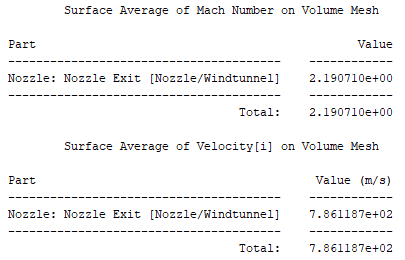 Surface Average of Mach Number on Volume Mesh
Part Value
--------------------------------------- ------------
Nozzle: Nozzle Exit [Nozzle/Windtunnel] 2.190710e+00
--------------------------------------- ------------
Total: 2.190710e+00
Surface Average of Velocity[i] on Volume Mesh
Part Value (m/s)
--------------------------------------- ------------
Nozzle: Nozzle Exit [Nozzle/Windtunnel] 7.861187e+02
--------------------------------------- ------------
Total: 7.861187e+02